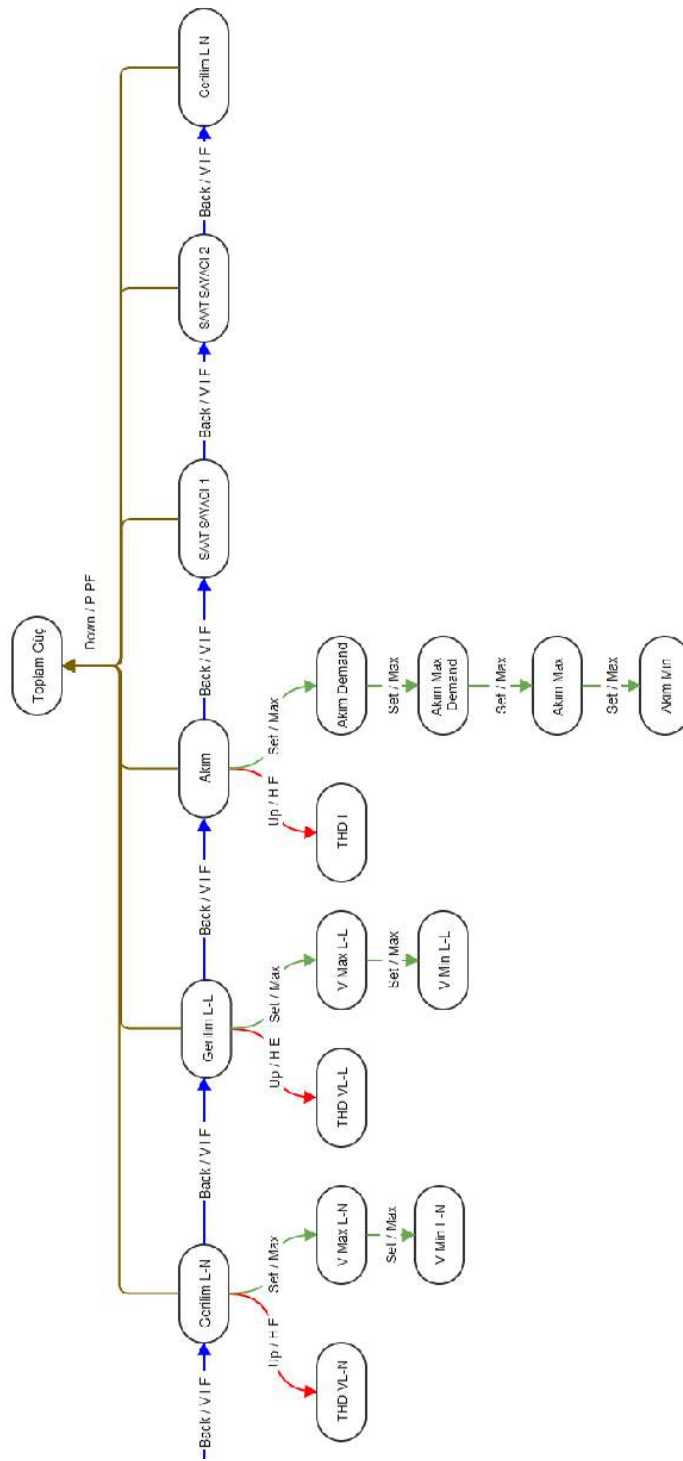 Toplam Güç
Down / P PF
Back / V I F
Gerilim L-N
Back / V I F
Gerilim L-L
Back / V I F
Akım
Back / V I F
SAAT SAYACI 1
Back / V I F
SAAT SAYACI 2
Back / V I F
Gerilim L-N
Up / H E
Set / Max
THD VL-N
V Max L-N
Set / Max
V Min L-N
Up / H E
Set / Max
THD VL-L
V Max L-L
Set / Max
V Min L-L
Up / H E
Set / Max
THD I
Akım Demand
Set / Max
Akım Max
Demand
Set / Max
Akım Max
Set / Max
Akım Min